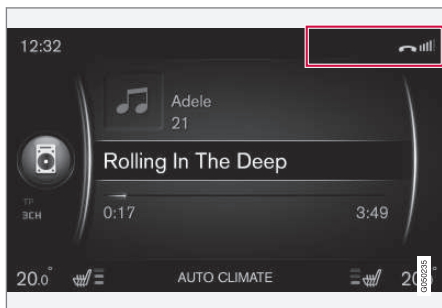 12:32
Adele
21
Rolling In The Deep
TP
3CH
0:17 3:49
20.0° AUTO CLIMATE 20 °
G050235